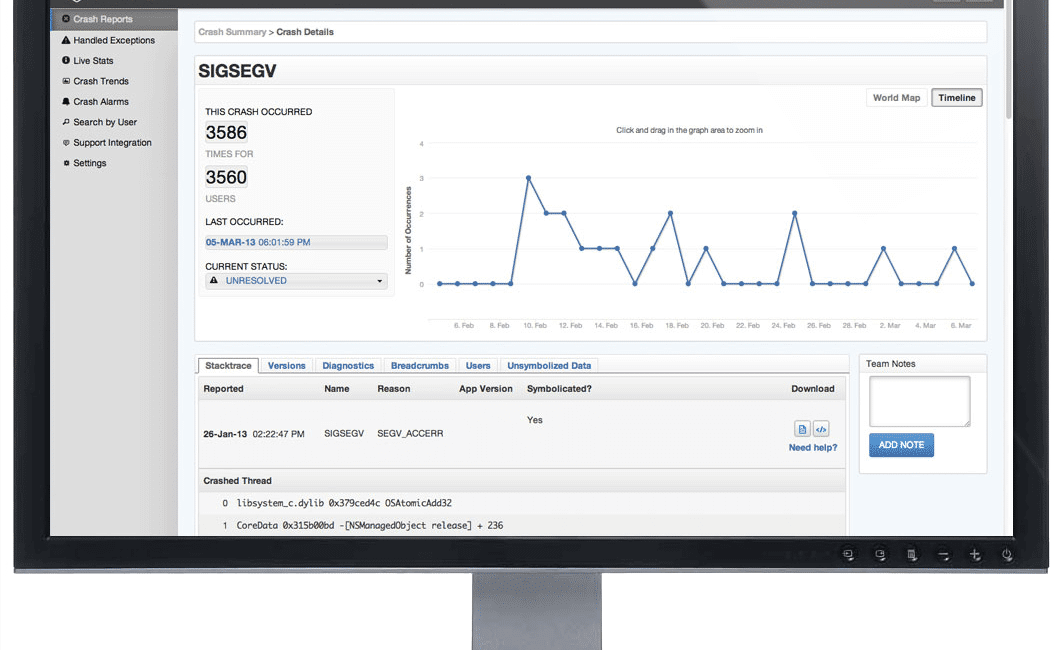 Crash Reports
Handled Exceptions
Live Stats
Crash Trends
Crash Alarms
Search by User
Support Integration
Settings
Crash Summary > Crash Details
SIGSEGV
World Map Timeline
THIS CRASH OCCURRED
3586
TIMES FOR
3560
USERS
LAST OCCURRED:
05-MAR-13 06:01:59 PM
CURRENT STATUS:
UNRESOLVED
Click and drag in the graph area to zoom in
Number of Occurrences
4
3
2
1
0
6. Feb 8. Feb 10. Feb 12. Feb 14. Feb 16. Feb 18. Feb 20. Feb 22. Feb 24. Feb 26. Feb 28. Feb 2. Mar 4. Mar 6. Mar
Stacktrace Versions Diagnostics Breadcrumbs Users Unsymbolized Data
Reported Name Reason App Version Symbolicated? Download
Yes
26-Jan-13 02:22:47 PM SIGSEGV SEGV_ACCERR
Need help?
Crashed Thread
0 libsystem_c.dylib 0x379ced4c OSAtomicAdd32
1 CoreData 0x315b00bd -[NSManagedObject release] + 236
Team Notes
ADD NOTE